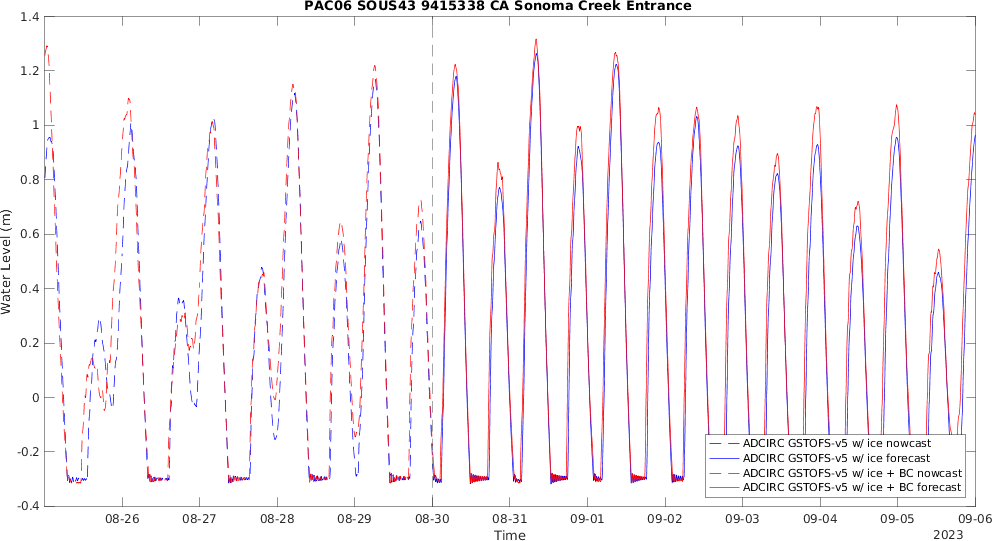 PAC06 SOUS43 9415338 CA Sonoma Creek Entrance
1.4
1.2
1
0.8
0.6
0.4
0.2
0
-0.2
-0.4
Water Level (m)
ADCIRC GSTOFS-v5 w/ ice nowcast
ADCIRC GSTOFS-v5 w/ ice forecast
ADCIRC GSTOFS-v5 w/ ice + BC nowcast
ADCIRC GSTOFS-v5 w/ ice + BC forecast
08-26 08-27 08-28 08-29 08-30 08-31 09-01 09-02 09-03 09-04 09-05 09-06
Time
2023